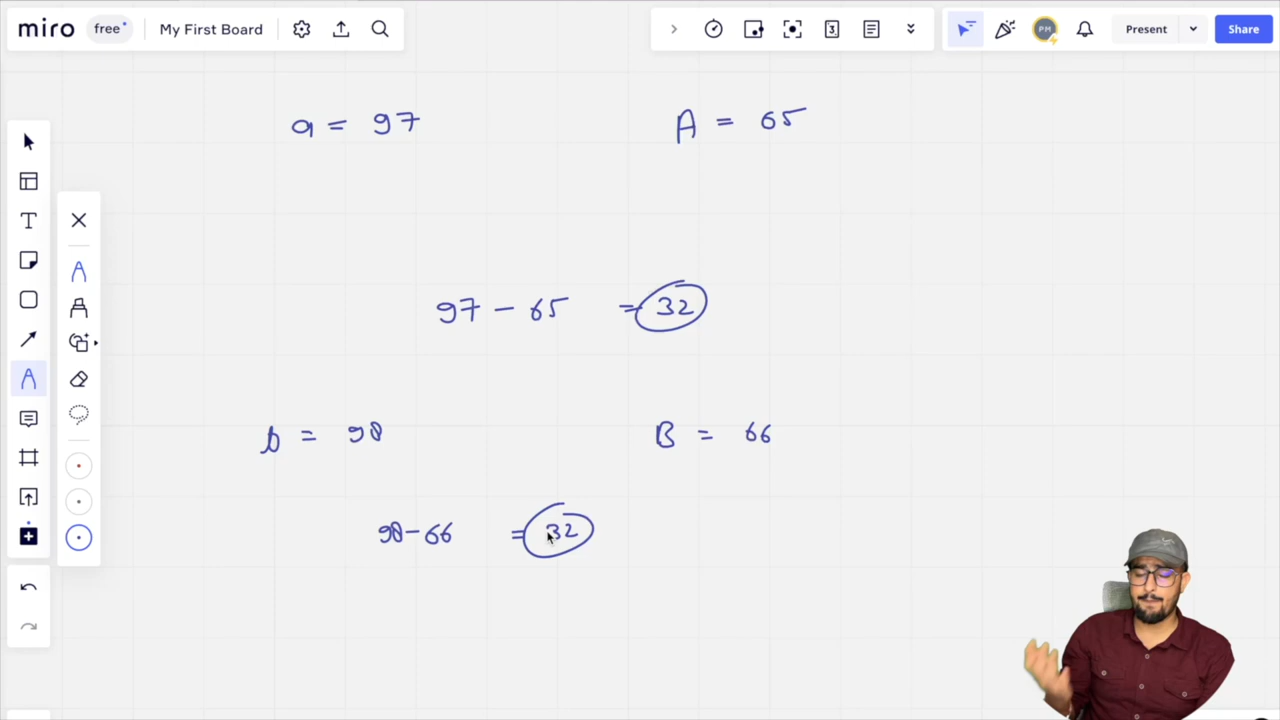 miro free My First Board Present Share
a = 97 A = 65
97 - 65 = 32
b = 98 B = 66
98 - 66 = 32